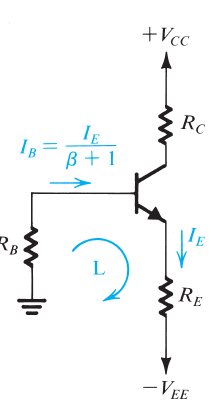 +V_CC
R_C
I_B = I_E / (β + 1)
I_E
R_B
L
R_E
−V_EE